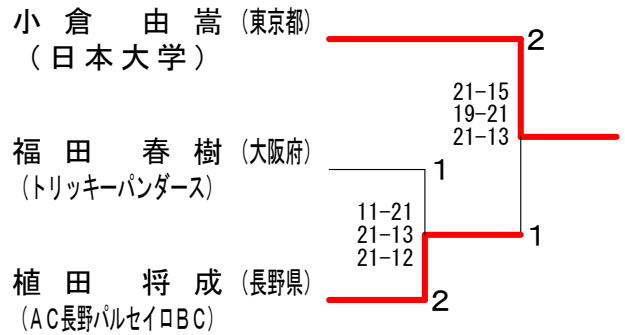 小倉 由嵩 (東京都)
(日本大学)
2
21-15
19-21
21-13
福田 春樹 (大阪府)
(トリッキーパンダース)
1
11-21
21-13
21-12
1
植田 将成 (長野県)
(AC長野パルセイロBC)
2